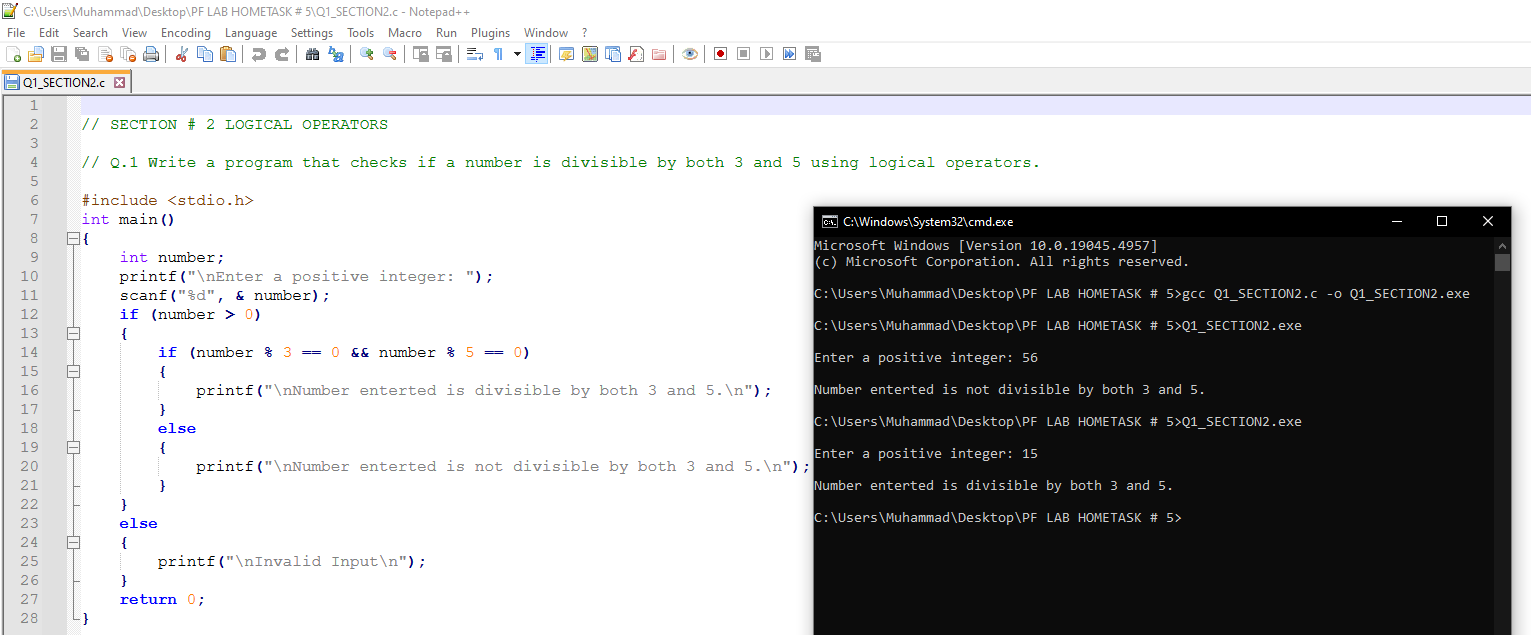 C:\Users\Muhammad\Desktop\PF LAB HOMETASK # 5\Q1_SECTION2.c - Notepad++
File Edit Search View Encoding Language Settings Tools Macro Run Plugins Window ?
Q1_SECTION2.c
1
2 // SECTION # 2 LOGICAL OPERATORS
3
4 // Q.1 Write a program that checks if a number is divisible by both 3 and 5 using logical operators.
5
6 #include <stdio.h>
7 int main()
8 {
9 int number;
10 printf("\nEnter a positive integer: ");
11 scanf("%d", & number);
12 if (number > 0)
13 {
14 if (number % 3 == 0 && number % 5 == 0)
15 {
16 printf("\nNumber enterted is divisible by both 3 and 5.\n");
17 }
18 else
19 {
20 printf("\nNumber enterted is not divisible by both 3 and 5.\n");
21 }
22 }
23 else
24 {
25 printf("\nInvalid Input\n");
26 }
27 return 0;
28 }
C:\Windows\System32\cmd.exe
Microsoft Windows [Version 10.0.19045.4957]
(c) Microsoft Corporation. All rights reserved.
C:\Users\Muhammad\Desktop\PF LAB HOMETASK # 5>gcc Q1_SECTION2.c -o Q1_SECTION2.exe
C:\Users\Muhammad\Desktop\PF LAB HOMETASK # 5>Q1_SECTION2.exe
Enter a positive integer: 56
Number enterted is not divisible by both 3 and 5.
C:\Users\Muhammad\Desktop\PF LAB HOMETASK # 5>Q1_SECTION2.exe
Enter a positive integer: 15
Number enterted is divisible by both 3 and 5.
C:\Users\Muhammad\Desktop\PF LAB HOMETASK # 5>